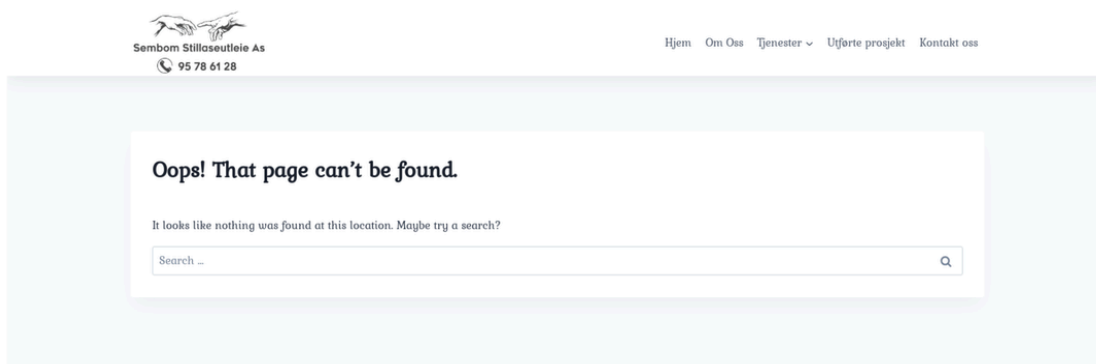 Sembom Stillaseutleie As
95 78 61 28
Hjem Om Oss Tjenester Utførte prosjekt Kontakt oss
Oops! That page can’t be found.
It looks like nothing was found at this location. Maybe try a search?
Search ...